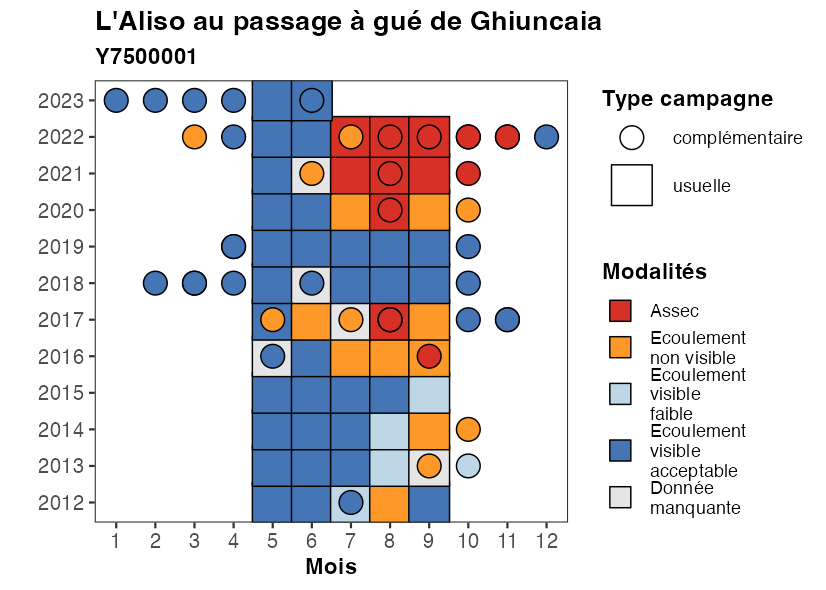 L'Aliso au passage à gué de Ghiuncaia
Y7500001
2023
2022
2021
2020
2019
2018
2017
2016
2015
2014
2013
2012
1 2 3 4 5 6 7 8 9 10 11 12
Mois
Type campagne
complémentaire
usuelle
Modalités
Assec
Ecoulement
non visible
Ecoulement
visible
faible
Ecoulement
visible
acceptable
Donnée
manquante